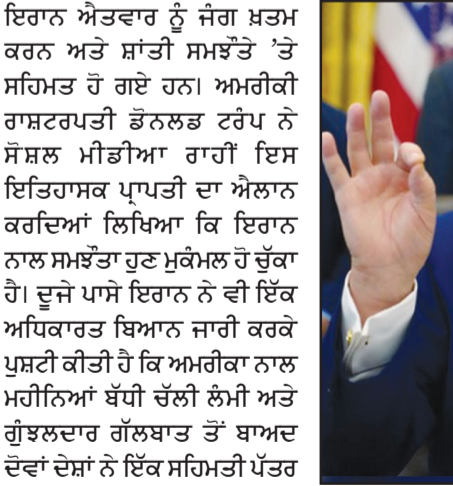 ਇਰਾਨ ਐਤਵਾਰ ਨੂੰ ਜੰਗ ਖ਼ਤਮ
ਕਰਨ ਅਤੇ ਸ਼ਾਂਤੀ ਸਮਝੌਤੇ ’ਤੇ
ਸਹਿਮਤ ਹੋ ਗਏ ਹਨ। ਅਮਰੀਕੀ
ਰਾਸ਼ਟਰਪਤੀ ਡੋਨਲਡ ਟਰੰਪ ਨੇ
ਸੋਸ਼ਲ ਮੀਡੀਆ ਰਾਹੀਂ ਇਸ
ਇਤਿਹਾਸਕ ਪ੍ਰਾਪਤੀ ਦਾ ਐਲਾਨ
ਕਰਦਿਆਂ ਲਿਖਿਆ ਕਿ ਇਰਾਨ
ਨਾਲ ਸਮਝੌਤਾ ਹੁਣ ਮੁਕੰਮਲ ਹੋ ਚੁੱਕਾ
ਹੈ। ਦੂਜੇ ਪਾਸੇ ਇਰਾਨ ਨੇ ਵੀ ਇੱਕ
ਅਧਿਕਾਰਤ ਬਿਆਨ ਜਾਰੀ ਕਰਕੇ
ਪੁਸ਼ਟੀ ਕੀਤੀ ਹੈ ਕਿ ਅਮਰੀਕਾ ਨਾਲ
ਮਹੀਨਿਆਂ ਬੱਧੀ ਚੱਲੀ ਲੰਮੀ ਅਤੇ
ਗੁੰਝਲਦਾਰ ਗੱਲਬਾਤ ਤੋਂ ਬਾਅਦ
ਦੋਵਾਂ ਦੇਸ਼ਾਂ ਨੇ ਇੱਕ ਸਹਿਮਤੀ ਪੱਤਰ